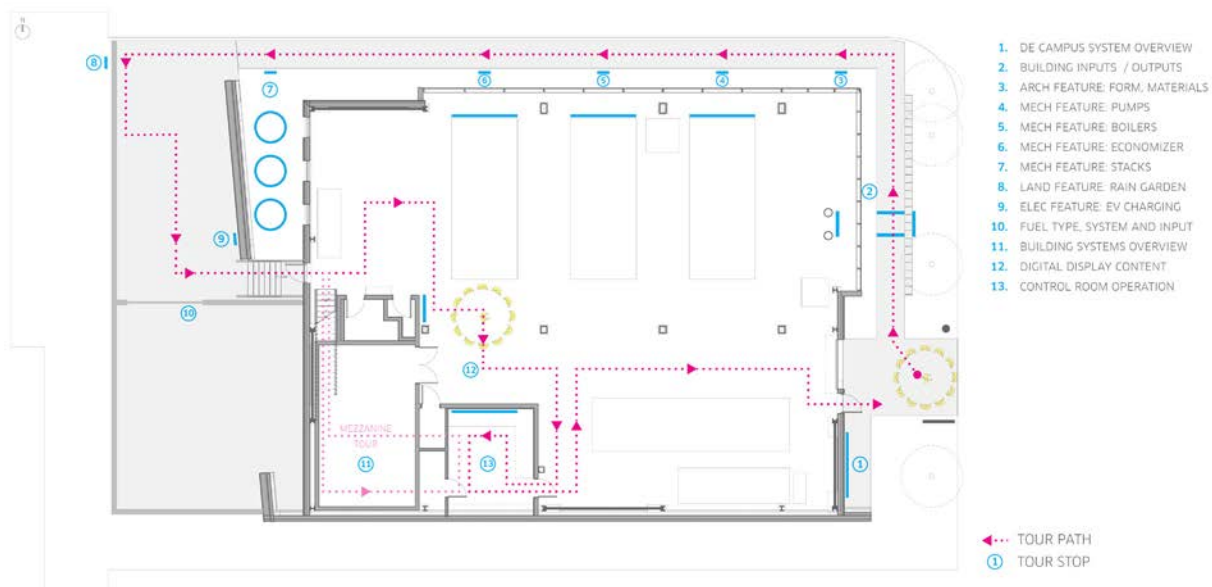 N
1. DE CAMPUS SYSTEM OVERVIEW
2. BUILDING INPUTS / OUTPUTS
3. ARCH FEATURE: FORM, MATERIALS
4. MECH FEATURE: PUMPS
5. MECH FEATURE: BOILERS
6. MECH FEATURE: ECONOMIZER
7. MECH FEATURE: STACKS
8. LAND FEATURE: RAIN GARDEN
9. ELEC FEATURE: EV CHARGING
10. FUEL TYPE, SYSTEM AND INPUT
11. BUILDING SYSTEMS OVERVIEW
12. DIGITAL DISPLAY CONTENT
13. CONTROL ROOM OPERATION
8
7
6
5
4
3
2
9
10
12
MEZZANINE
TOUR
11
13
1
TOUR PATH
1 TOUR STOP